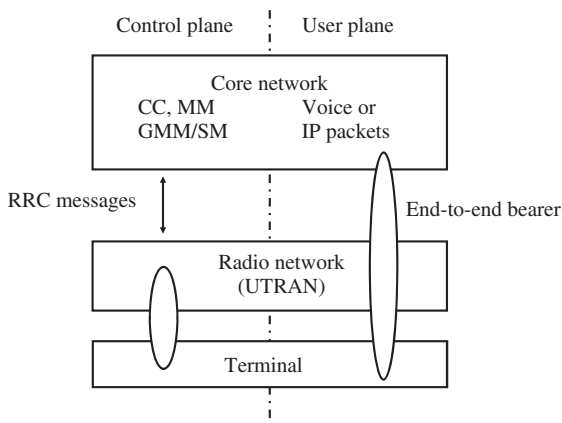 Control plane
User plane
Core network
CC, MM
GMM/SM
Voice or
IP packets
RRC messages
End-to-end bearer
Radio network
(UTRAN)
Terminal